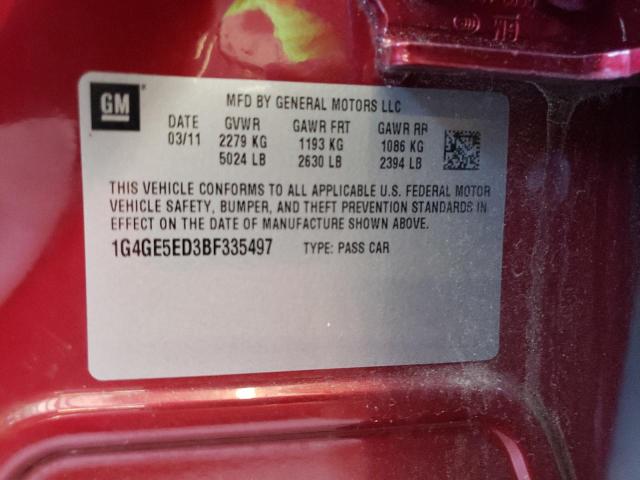 GM
MFD BY GENERAL MOTORS LLC
DATE GVWR GAWR FRT GAWR RR
03/11 2279 KG 1193 KG 1086 KG
5024 LB 2630 LB 2394 LB
THIS VEHICLE CONFORMS TO ALL APPLICABLE U.S. FEDERAL MOTOR
VEHICLE SAFETY, BUMPER, AND THEFT PREVENTION STANDARDS IN
EFFECT ON THE DATE OF MANUFACTURE SHOWN ABOVE.
1G4GE5ED3BF335497 TYPE: PASS CAR